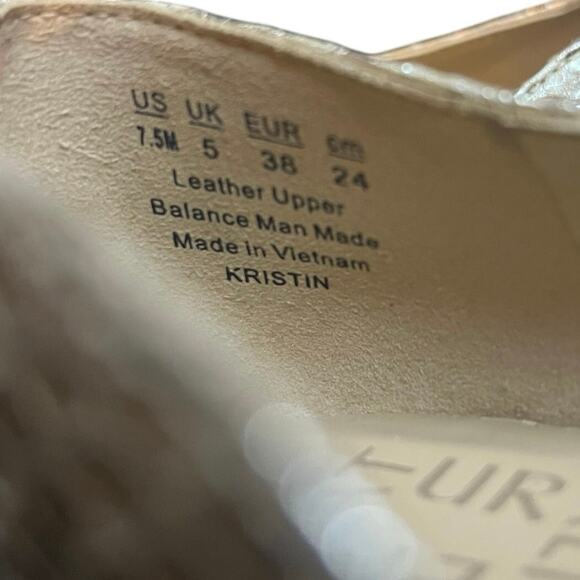 US UK EUR cm
7.5M 5 38 24
Leather Upper
Balance Man Made
Made in Vietnam
KRISTIN
EUR